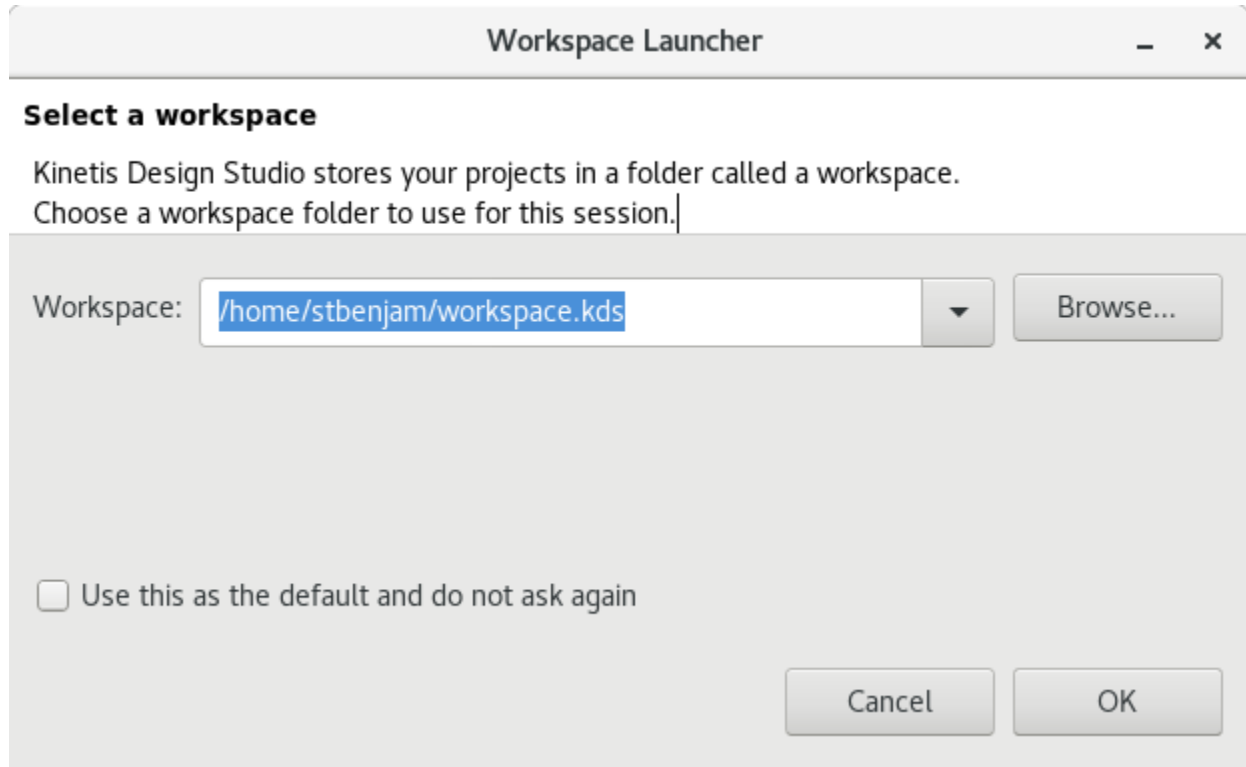 Workspace Launcher
Select a workspace
Kinetis Design Studio stores your projects in a folder called a workspace.
Choose a workspace folder to use for this session.
Workspace: /home/stbenjam/workspace.kds Browse...
Use this as the default and do not ask again
Cancel OK